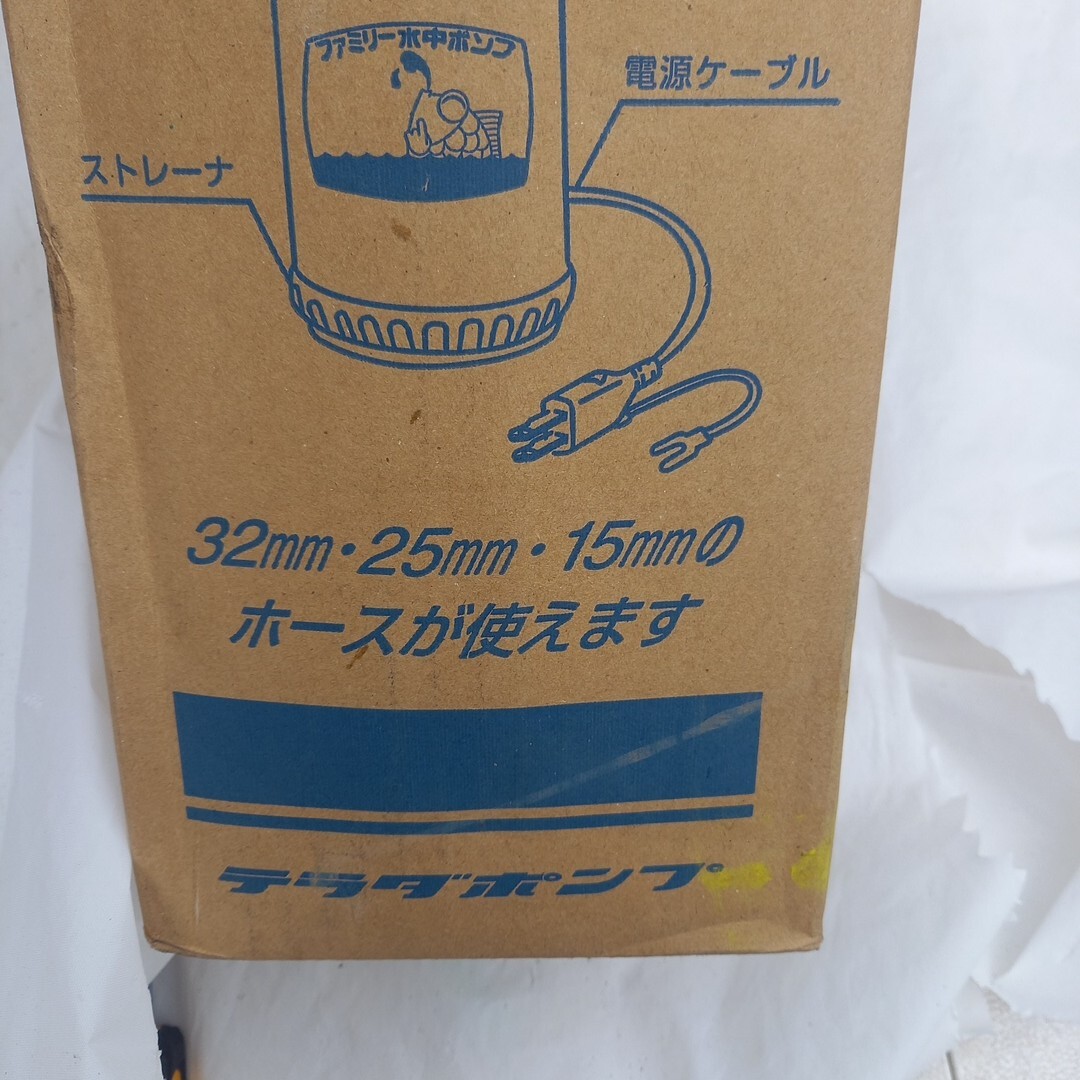 ファミリー水中ポンプ
電源ケーブル
ストレーナ
32mm・25mm・15mmの
ホースが使えます
テラダポンプ